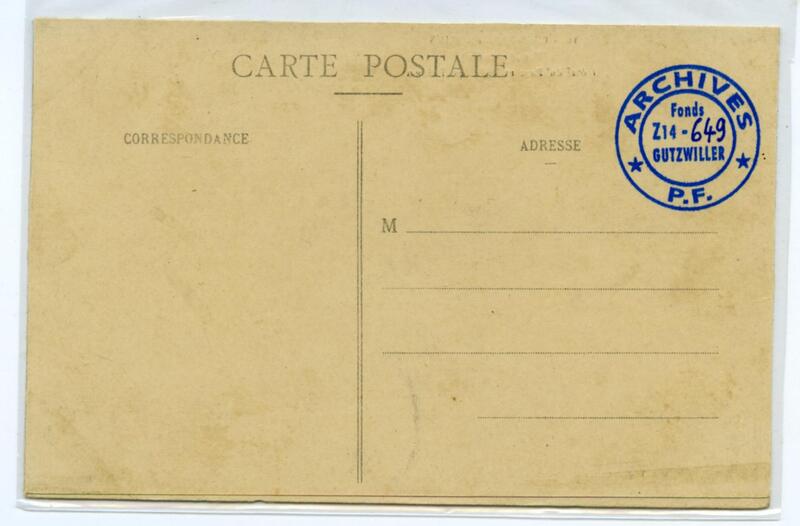 CARTE POSTALE
CORRESPONDANCE
ADRESSE
M
ARCHIVES
Fonds
Z14 - 649
GUTZWILLER
P.F.